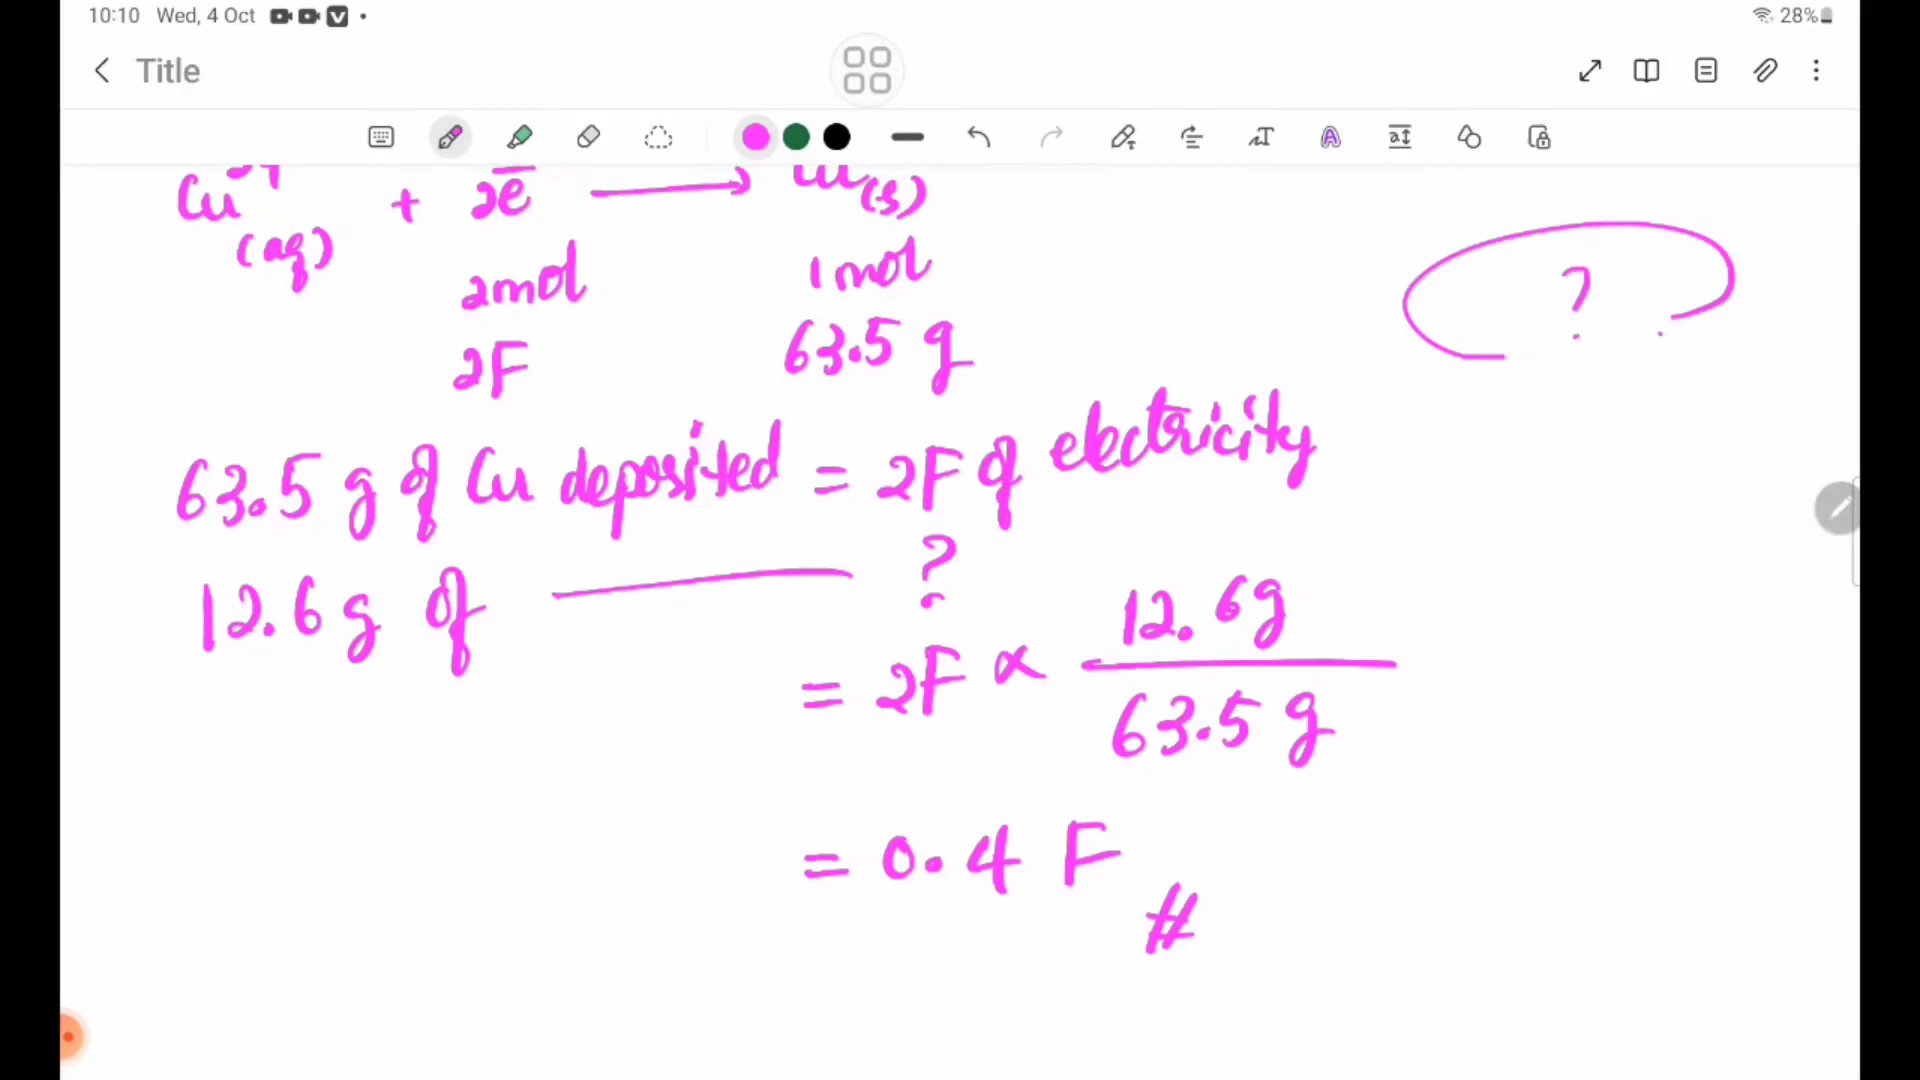 10:10 Wed, 4 Oct
28%
Title
Cu²⁺(aq) + 2e̅ ⟶ Cu(s)
2mol 1mol
2F 63.5 g
?
63.5 g of Cu deposited = 2F of electricity
12.6 g of ——— ?
= 2F × 12.6g / 63.5 g
= 0.4 F #